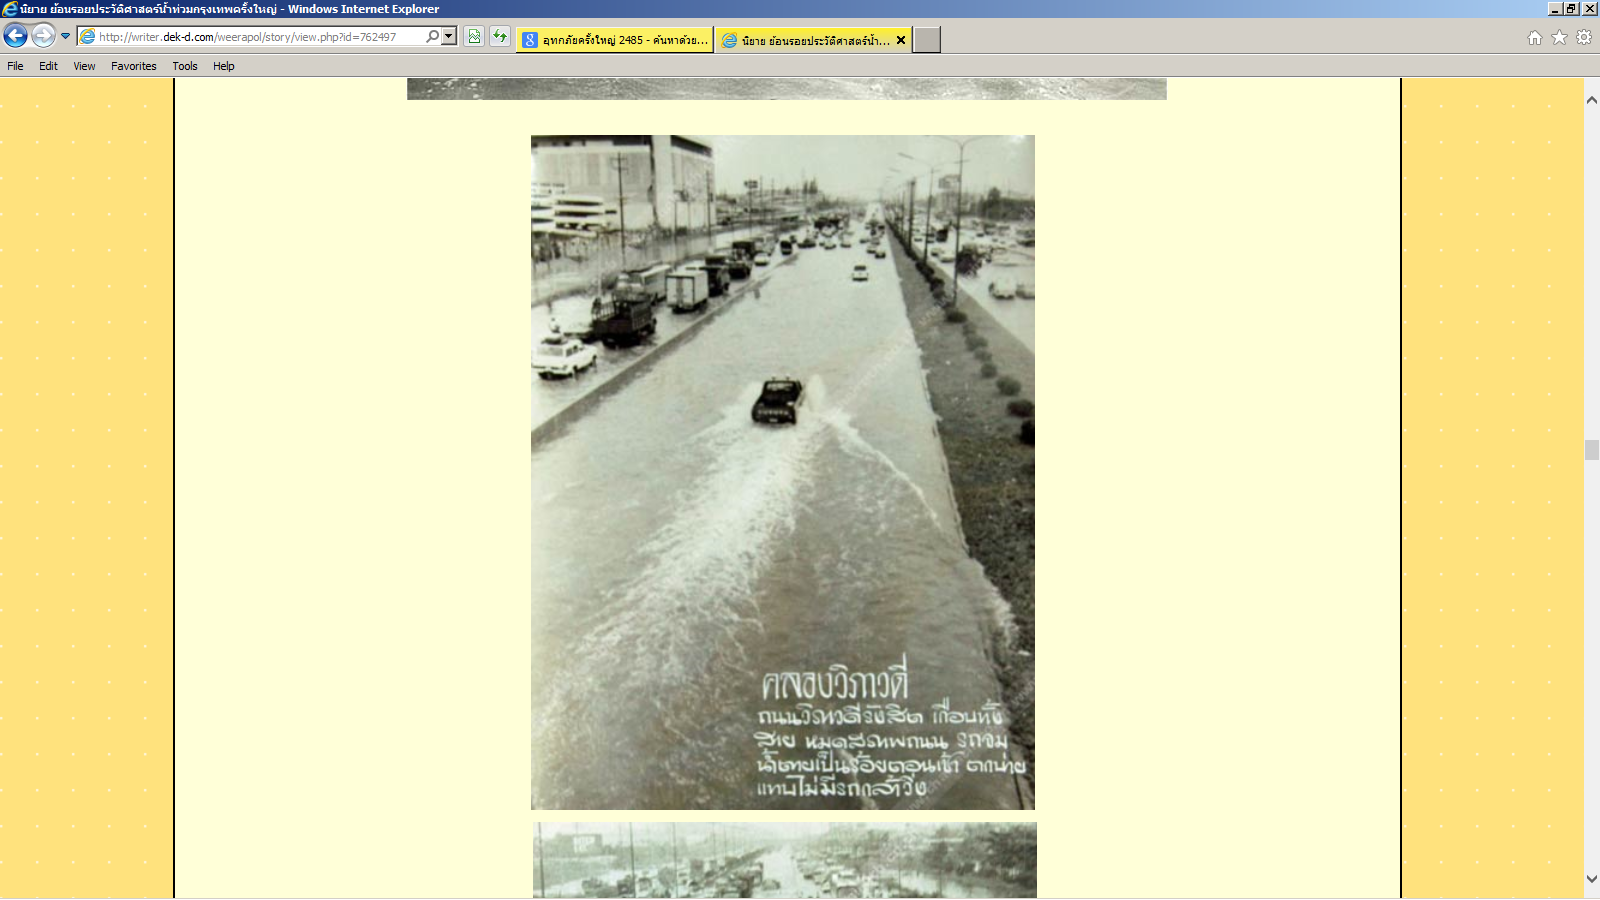 นิยาย ย้อนรอยประวัติศาสตร์น้ำท่วมกรุงเทพครั้งใหญ่ - Windows Internet Explorer
http://writer.dek-d.com/weerapol/story/view.php?id=762497
อุทกภัยครั้งใหญ่ 2485 - ค้นหาด้วย...
นิยาย ย้อนรอยประวัติศาสตร์น้ำ...
File Edit View Favorites Tools Help
คลองวิภาวดี
ถนนวิภาวดีรังสิต เกือบทั้ง
สาย หมดสภาพถนน รถจม
น้ำตายเป็นร้อยตอนเช้า ตกบ่าย
แทบไม่มีรถกล้าวิ่ง